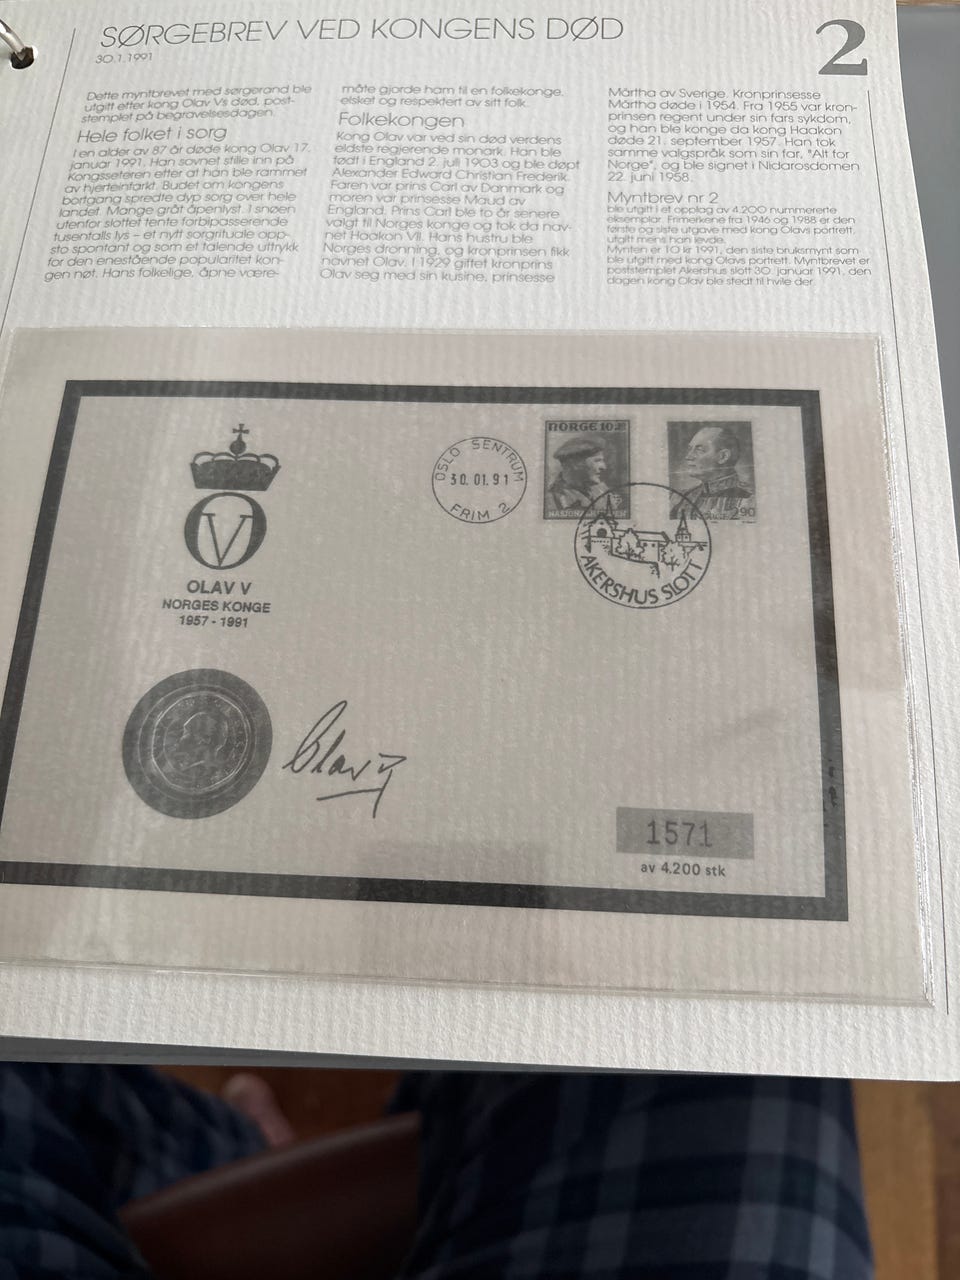 SØRGEBREV VED KONGENS DØD
30.1.1991
2
Dette myntbrevet med sørgerand ble
utgitt etter kong Olav Vs død, post-
stemplet på begravelsesdagen.
Hele folket i sorg
I en alder av 87 år døde kong Olav 17.
januar 1991. Han sovnet stille inn på
Kongsseteren etter at han ble rammet
av hjerteinfarkt. Budet om kongens
bortgang spredte dyp sorg over hele
landet. Mange gråt åpenlyst. I snøen
utenfor slottet tente forbipasserende
tusentalls lys – et nytt sorgrituale opp-
sto spontant og som et talende uttrykk
for den enestående popularitet kon-
gen nøt. Hans folkelige, åpne være-
måte gjorde ham til en folkekonge,
elsket og respektert av sitt folk.
Folkekongen
Kong Olav var ved sin død verdens
eldste regjerende monark. Han ble
født i England 2. juli 1903 og ble døpt
Alexander Edward Christian Frederik.
Faren var prins Carl av Danmark og
moren var prinsesse Maud av
England. Prins Carl ble to år senere
valgt til Norges konge og tok da nav-
net Haakon VII. Hans hustru ble
Norges dronning, og kronprinsen fikk
navnet Olav. I 1929 giftet kronprins
Olav seg med sin kusine, prinsesse
Märtha av Sverige. Kronprinsesse
Märtha døde i 1954. Fra 1955 var kron-
prinsen regent under sin fars sykdom,
og han ble konge da kong Haakon
døde 21. september 1957. Han tok
samme valgspråk som sin far, "Alt for
Norge", og ble signet i Nidarosdomen
22. juni 1958.
Myntbrev nr 2
ble utgitt i et opplag av 4.200 nummererte
eksemplar. Frimerkene fra 1946 og 1988 er den
første og siste utgave med kong Olavs portrett,
utgitt mens han levde.
Mynten er 10 kr 1991, den siste bruksmynt som
ble utgitt med kong Olavs portrett. Myntbrevet er
poststemplet Akershus slott 30. januar 1991, den
dagen kong Olav ble stedt til hvile der.
OSLO SENTRUM
30.01.91
FRIM 2
NORGE 10
2.90
AKERSHUS SLOTT
OV
OLAV V
NORGES KONGE
1957 - 1991
Olav V
1571
av 4.200 stk